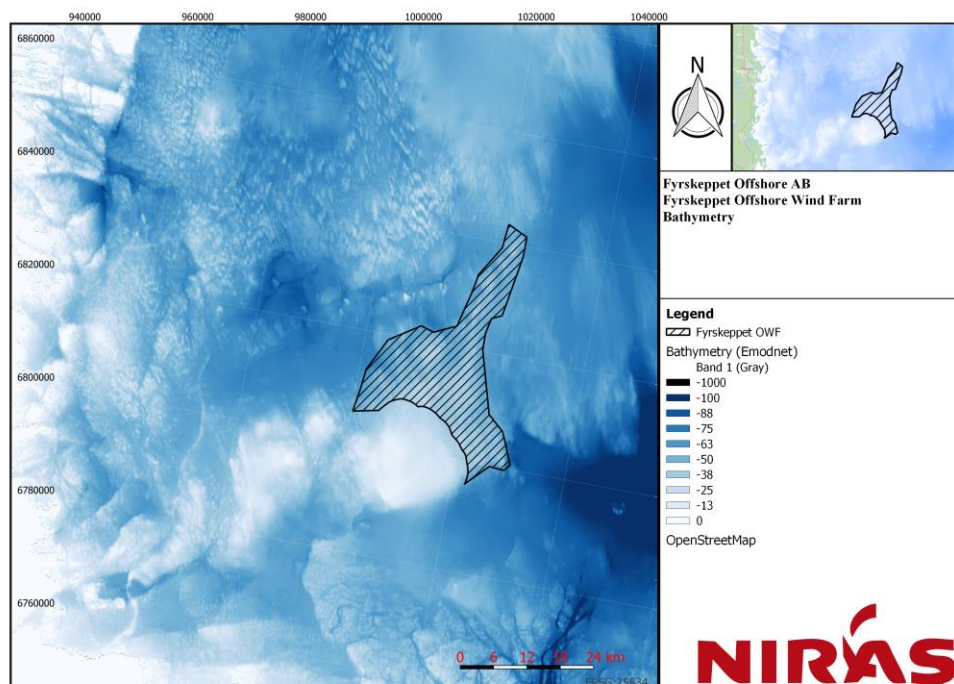 940000
960000
980000
1000000
1020000
1040000
6860000
6840000
6820000
6800000
6780000
6760000
0 6 12 18 24 km
EPSG:25834
N
Fyrskeppet Offshore AB
Fyrskeppet Offshore Wind Farm
Bathymetry
Legend
Fyrskeppet OWF
Bathymetry (Emodnet)
Band 1 (Gray)
-1000
-100
-88
-75
-63
-50
-38
-25
-13
0
OpenStreetMap
NIRAS